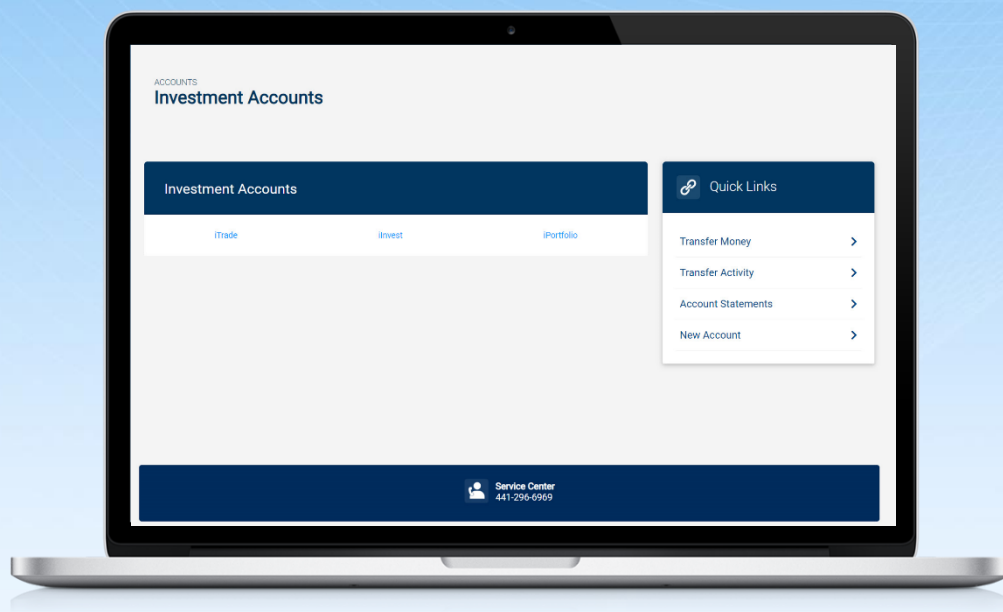 ACCOUNTS
Investment Accounts
Investment Accounts
iTrade iInvest iPortfolio
Quick Links
Transfer Money
Transfer Activity
Account Statements
New Account
Service Center
441-296-6969